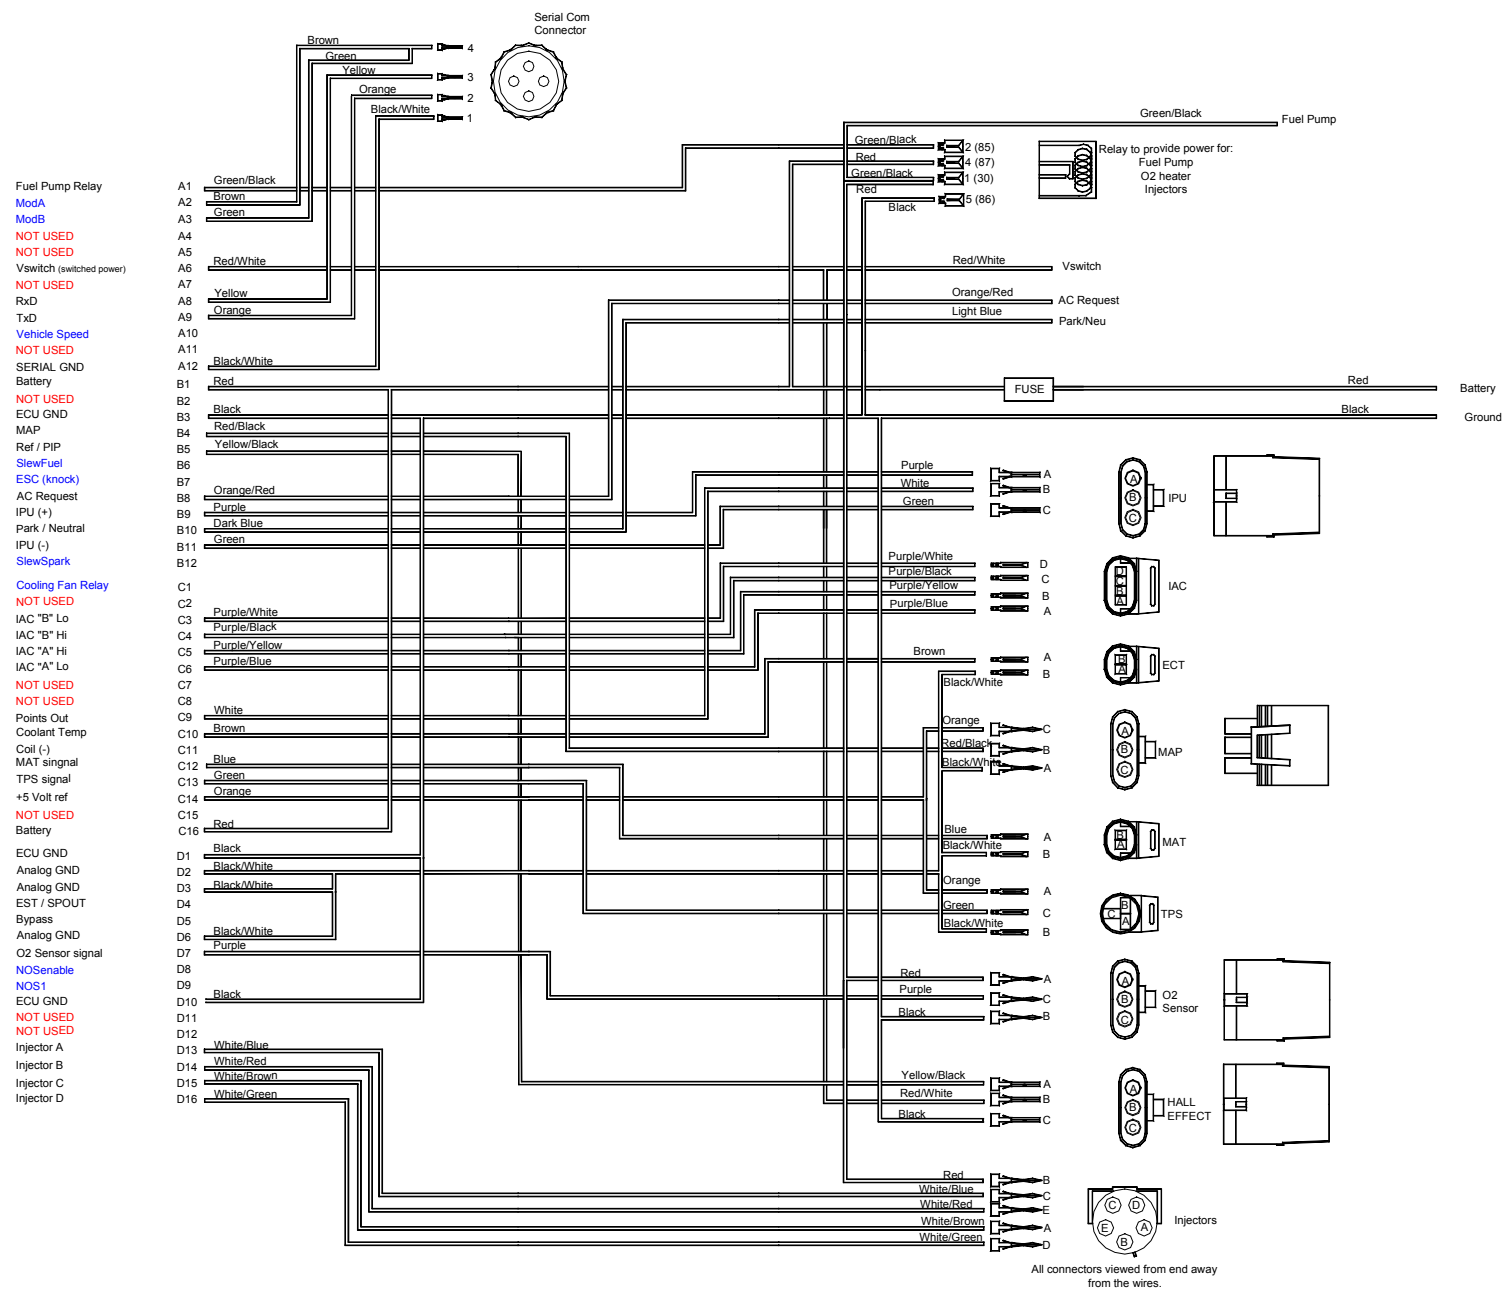 Serial Com
Connector
Brown
4
Green
Yellow
3
Orange
2
Black/White
1
Green/Black
Fuel Pump
Green/Black
2 (85)
Red
4 (87)
Green/Black
1 (30)
Red
5 (86)
Black
Relay to provide power for:
Fuel Pump
O2 heater
Injectors
Fuel Pump Relay A1 Green/Black
ModA A2 Brown
ModB A3 Green
NOT USED A4
NOT USED A5
Vswitch (switched power) A6 Red/White
Red/White Vswitch
NOT USED A7
RxD A8 Yellow
Orange/Red AC Request
TxD A9 Orange
Light Blue Park/Neu
Vehicle Speed A10
NOT USED A11
SERIAL GND A12 Black/White
Battery B1 Red
FUSE
Red Battery
NOT USED B2
ECU GND B3 Black
Black Ground
MAP B4 Red/Black
Ref / PIP B5 Yellow/Black
SlewFuel B6
ESC (knock) B7
AC Request B8 Orange/Red
IPU (+) B9 Purple
Park / Neutral B10 Dark Blue
IPU (-) B11 Green
SlewSpark B12
Cooling Fan Relay C1
NOT USED C2
IAC "B" Lo C3 Purple/White
IAC "B" Hi C4 Purple/Black
IAC "A" Hi C5 Purple/Yellow
IAC "A" Lo C6 Purple/Blue
NOT USED C7
NOT USED C8
Points Out C9 White
Coolant Temp C10 Brown
Coil (-) C11
MAT singnal C12 Blue
TPS signal C13 Green
+5 Volt ref C14 Orange
NOT USED C15
Battery C16 Red
ECU GND D1 Black
Analog GND D2 Black/White
Analog GND D3 Black/White
EST / SPOUT D4
Bypass D5
Analog GND D6 Black/White
O2 Sensor signal D7 Purple
NOSenable D8
NOS1 D9
ECU GND D10 Black
NOT USED D11
NOT USED D12
Injector A D13 White/Blue
Injector B D14 White/Red
Injector C D15 White/Brown
Injector D D16 White/Green
Purple A
White B
Green C
A
B
C
IPU
Purple/White D
Purple/Black C
Purple/Yellow B
Purple/Blue A
D
C
B
A
IAC
Brown A
Black/White B
B
A
ECT
Orange C
Red/Black B
Black/White A
A
B
C
MAP
Blue A
Black/White B
B
A
MAT
Orange A
Green C
Black/White B
B
C
A
TPS
Red A
Purple C
Black B
A
B
C
O2
Sensor
Yellow/Black A
Red/White B
Black C
A
B
C
HALL
EFFECT
Red B
White/Blue C
White/Red E
White/Brown A
White/Green D
C D
E A
B
Injectors
All connectors viewed from end away
from the wires.